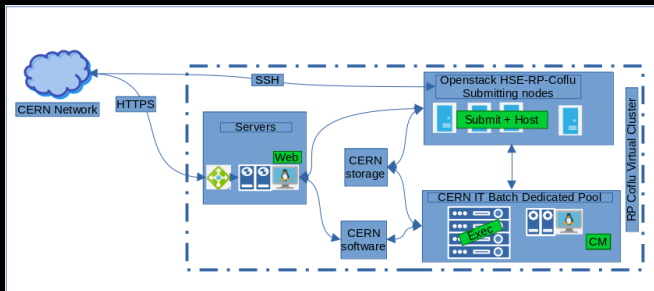 CERN Network
HTTPS
SSH
Servers
Web
CERN
storage
CERN
software
Openstack HSE-RP-Coflu
Submitting nodes
Submit + Host
CERN IT Batch Dedicated Pool
Exec
CM
RP Coflu Virtual Cluster